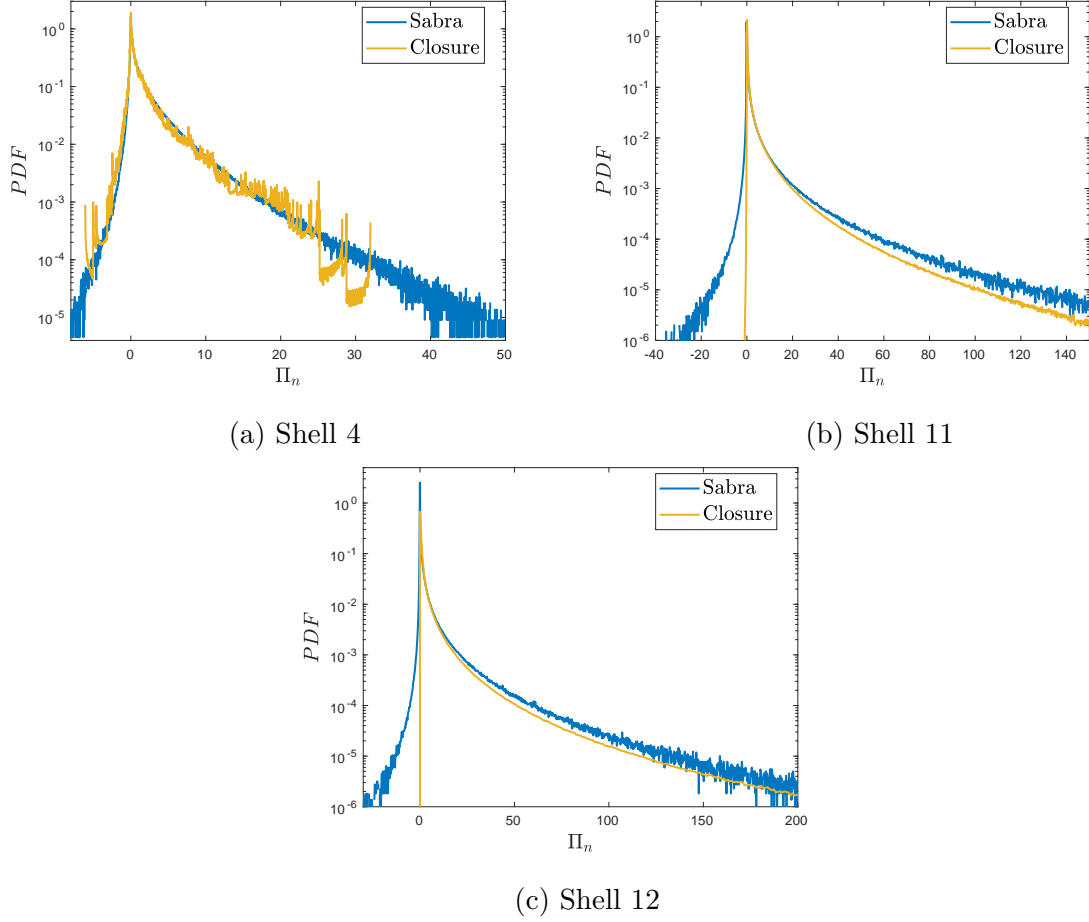 Sabra
Closure
10^0
10^-1
10^-2
10^-3
10^-4
10^-5
PDF
0
10
20
30
40
50
Π_n
(a) Shell 4
Sabra
Closure
10^0
10^-1
10^-2
10^-3
10^-4
10^-5
10^-6
PDF
-40
-20
0
20
40
60
80
100
120
140
Π_n
(b) Shell 11
Sabra
Closure
10^0
10^-1
10^-2
10^-3
10^-4
10^-5
10^-6
PDF
0
50
100
150
200
Π_n
(c) Shell 12